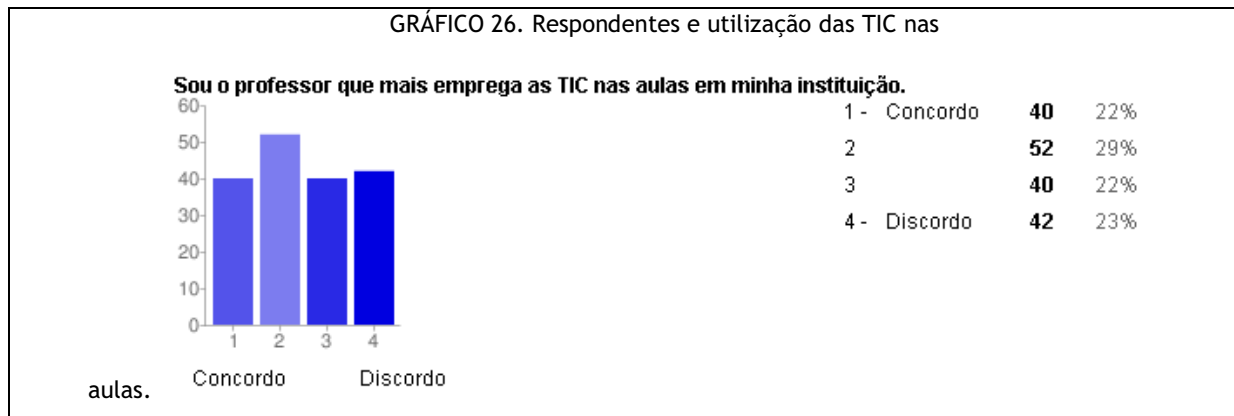 GRÁFICO 26. Respondentes e utilização das TIC nas
Sou o professor que mais emprega as TIC nas aulas em minha instituição.
60
50
40
30
20
10
0
1 2 3 4
Concordo Discordo
1 - Concordo 40 22%
2 52 29%
3 40 22%
4 - Discordo 42 23%
aulas.